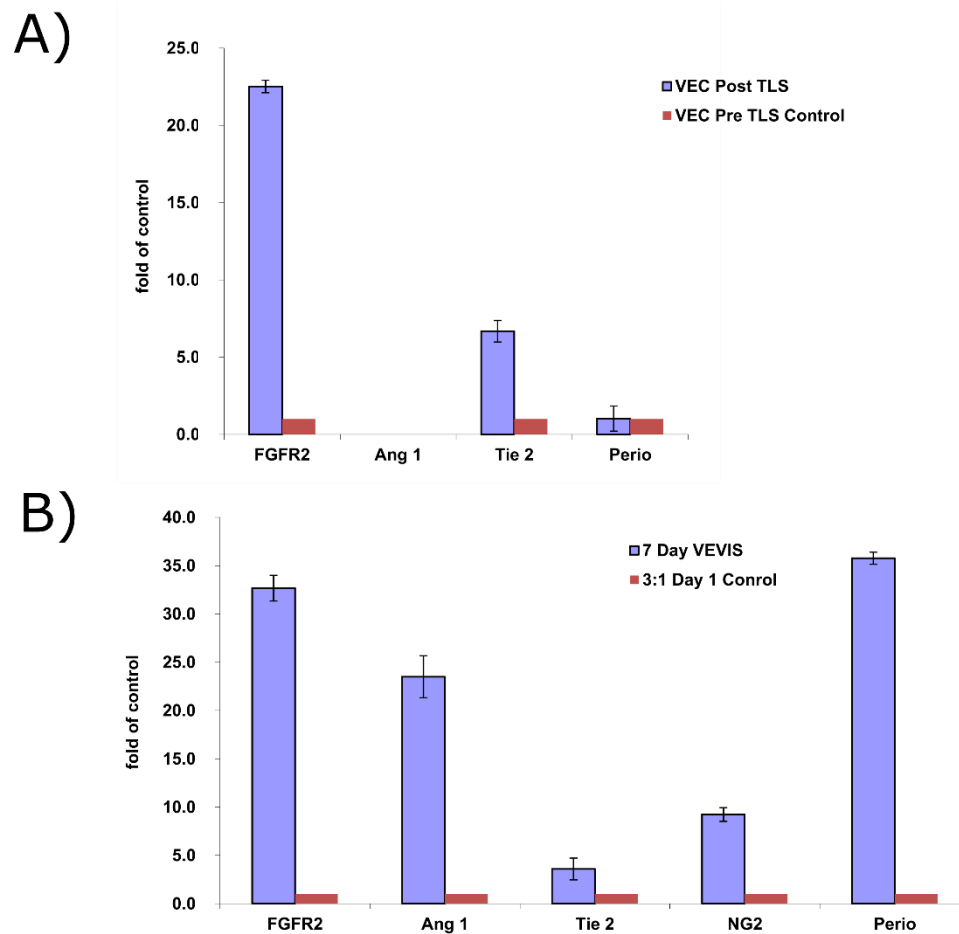 A)
25.0
20.0
15.0
10.0
5.0
0.0
fold of control
VEC Post TLS
VEC Pre TLS Control
FGFR2 Ang 1 Tie 2 Perio
B)
40.0
35.0
30.0
25.0
20.0
15.0
10.0
5.0
0.0
fold of control
7 Day VEVIS
3:1 Day 1 Conrol
FGFR2 Ang 1 Tie 2 NG2 Perio